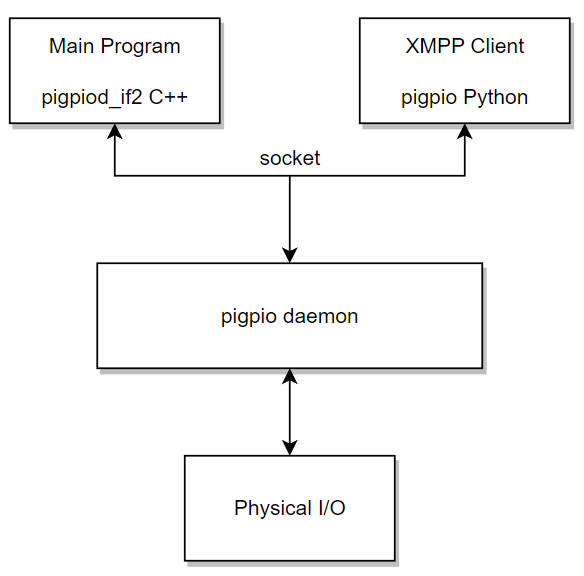 Main Program
pigpiod_if2 C++
XMPP Client
pigpio Python
socket
pigpio daemon
Physical I/O